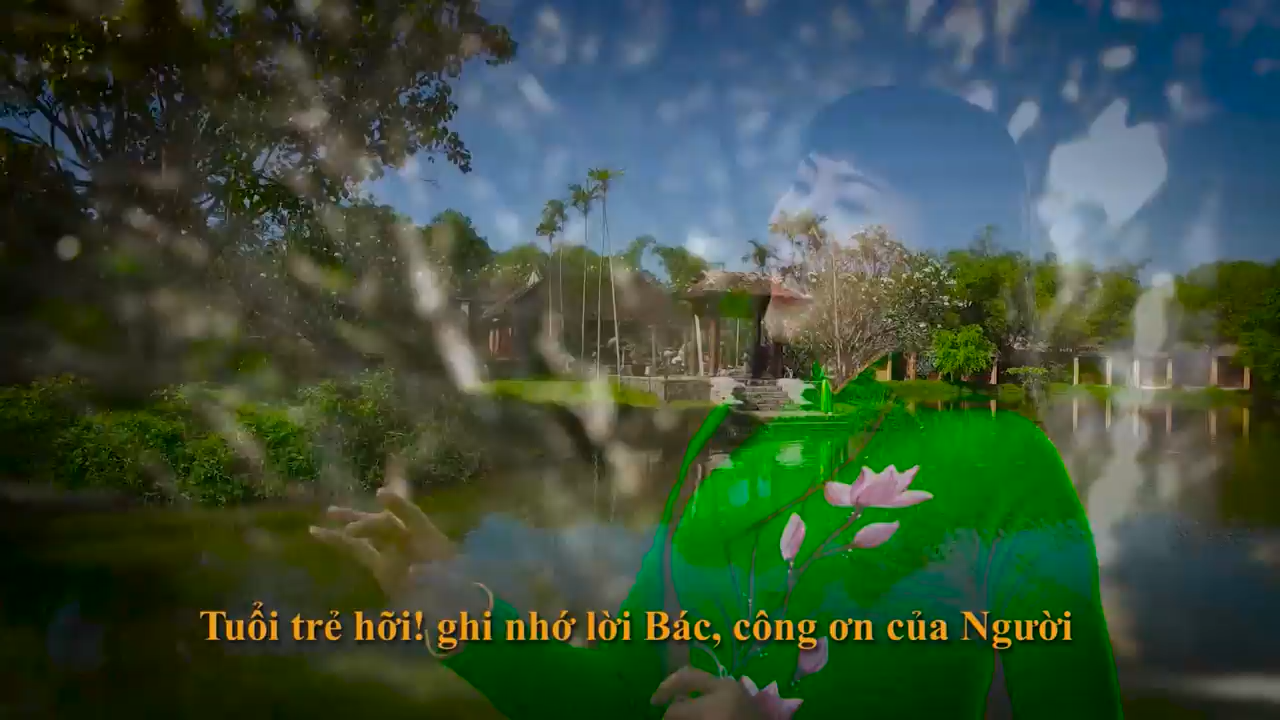 Tuổi trẻ hỡi! ghi nhớ lời Bác, công ơn của Người